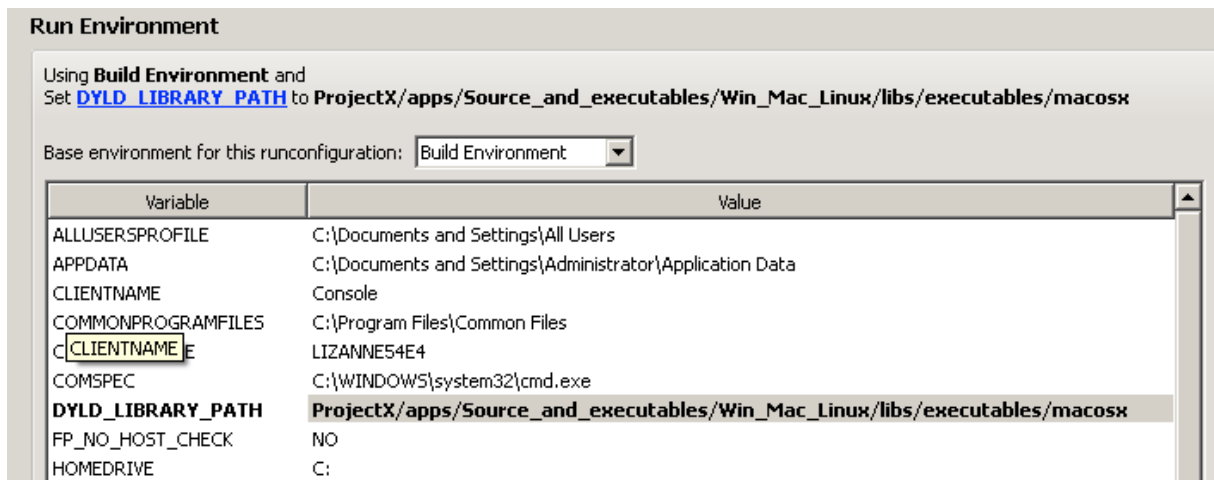 Run Environment
Using Build Environment and
Set DYLD_LIBRARY_PATH to ProjectX/apps/Source_and_executables/Win_Mac_Linux/libs/executables/macosx
Base environment for this runconfiguration: Build Environment
Variable Value
ALLUSERSPROFILE C:\Documents and Settings\All Users
APPDATA C:\Documents and Settings\Administrator\Application Data
CLIENTNAME Console
COMMONPROGRAMFILES C:\Program Files\Common Files
CLIENTNAME LIZANNE54E4
COMSPEC C:\WINDOWS\system32\cmd.exe
DYLD_LIBRARY_PATH ProjectX/apps/Source_and_executables/Win_Mac_Linux/libs/executables/macosx
FP_NO_HOST_CHECK NO
HOMEDRIVE C: